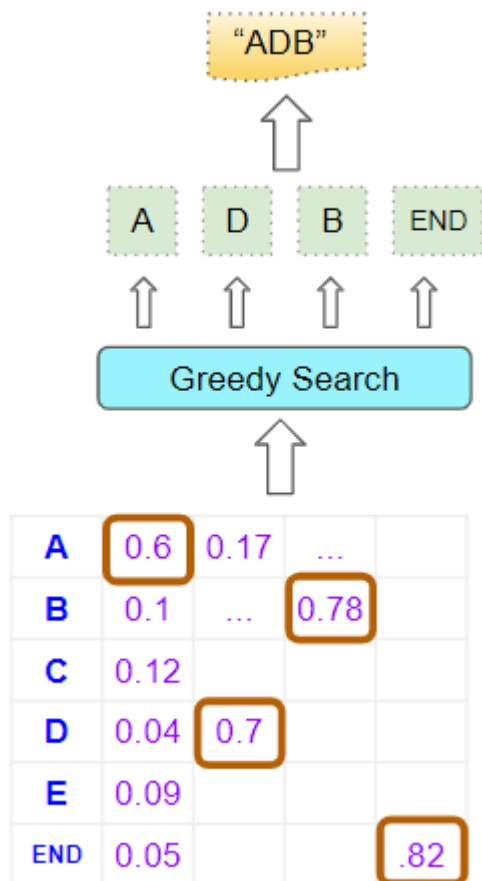 “ADB”
A D B END
Greedy Search
A 0.6 0.17 ...
B 0.1 ... 0.78
C 0.12
D 0.04 0.7
E 0.09
END 0.05 .82